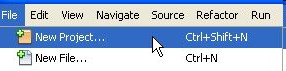 File Edit View Navigate Source Refactor Run
New Project... Ctrl+Shift+N
New File... Ctrl+N